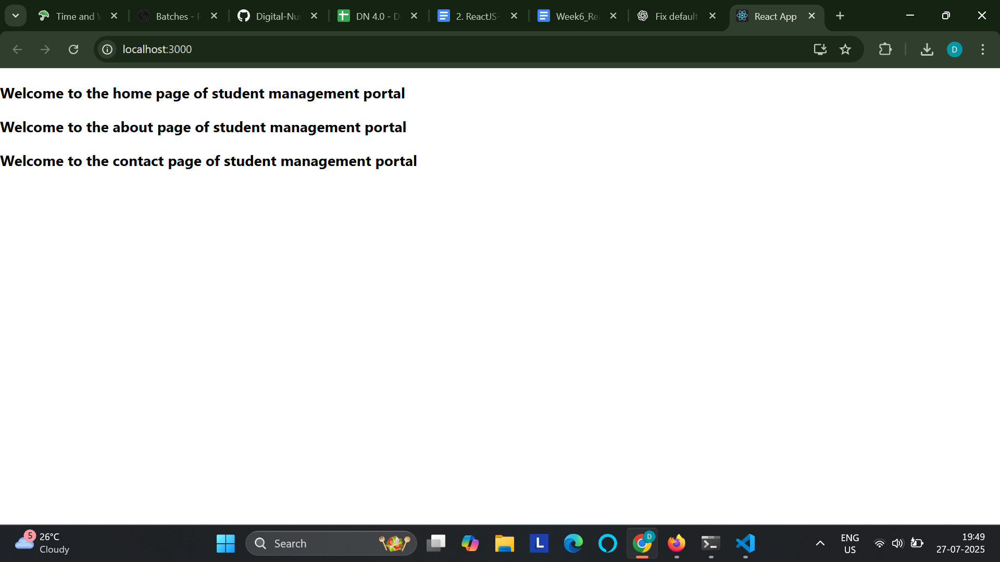 Time and
Batches -
Digital-Nu
DN 4.0 - D
2. ReactJS-
Week6_Re
Fix default
React App
localhost:3000
D
Welcome to the home page of student management portal
Welcome to the about page of student management portal
Welcome to the contact page of student management portal
5
26°C
Cloudy
Search
L
D
ENG
US
19:49
27-07-2025